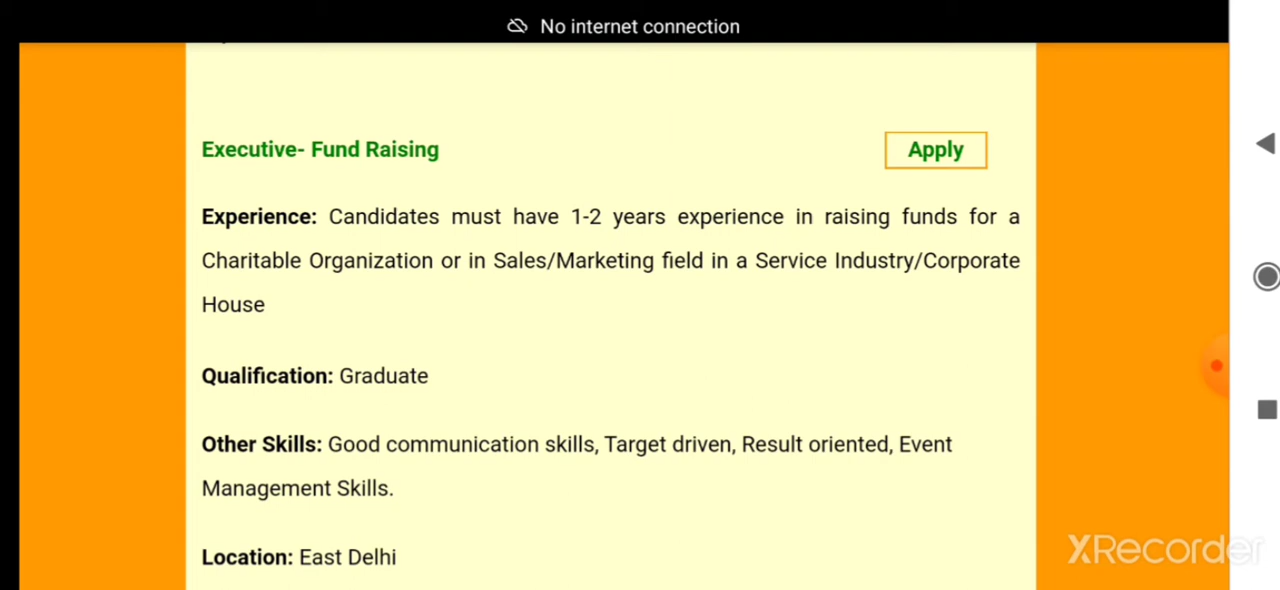 No internet connection
Executive- Fund Raising
Apply
Experience: Candidates must have 1-2 years experience in raising funds for a
Charitable Organization or in Sales/Marketing field in a Service Industry/Corporate
House
Qualification: Graduate
Other Skills: Good communication skills, Target driven, Result oriented, Event
Management Skills.
Location: East Delhi
XRecorder